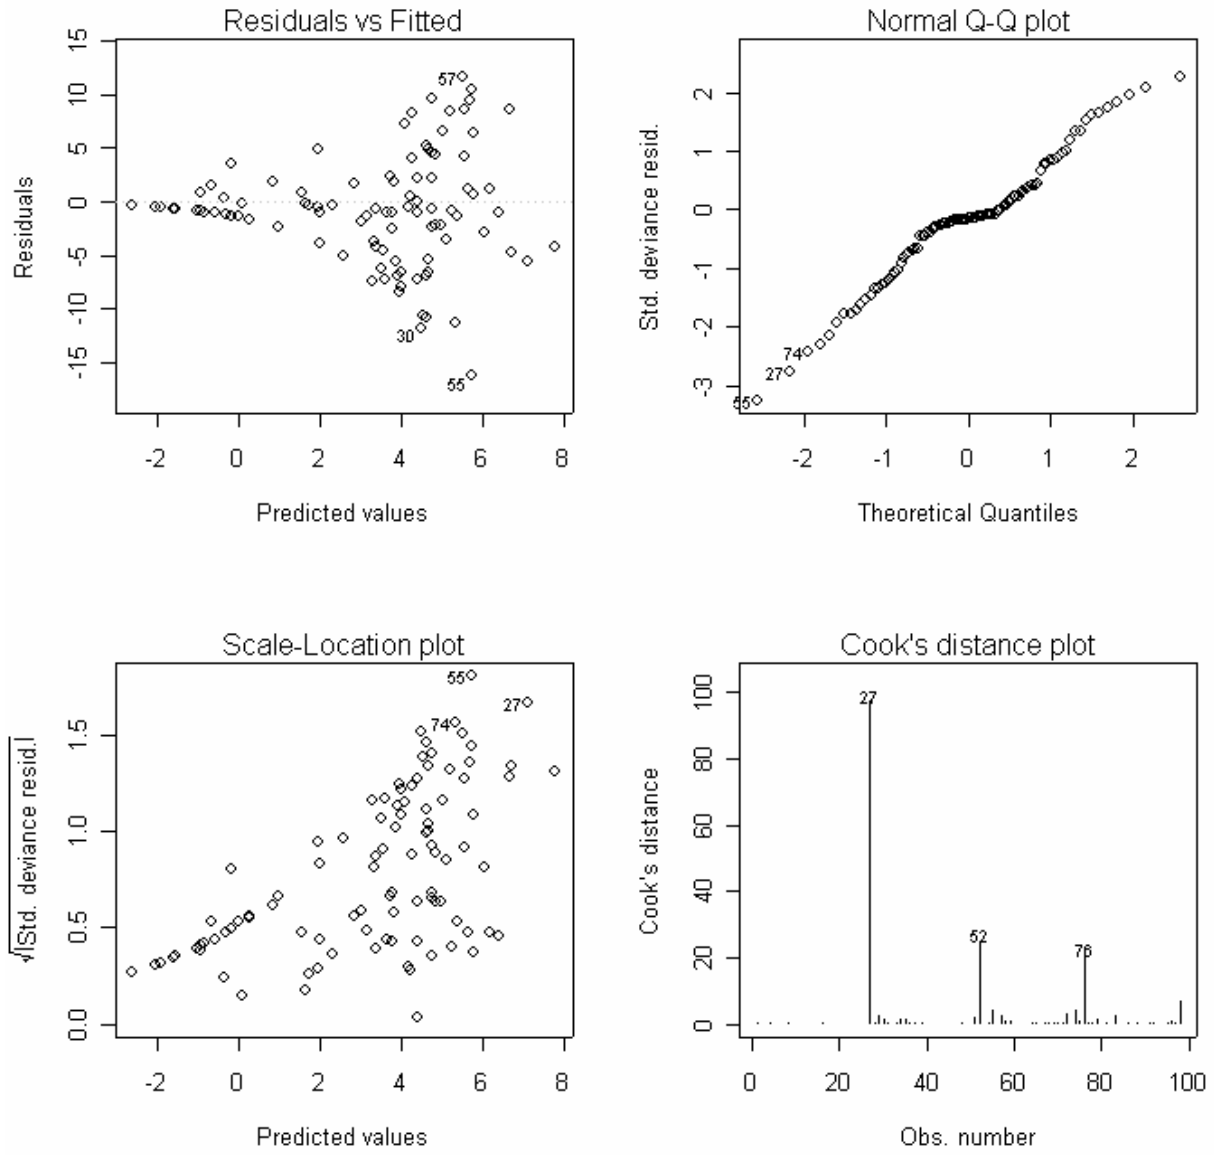 Residuals vs Fitted
Residuals
15
10
5
0
-5
-10
-15
57
30
55
-2 0 2 4 6 8
Predicted values
Normal Q-Q plot
Std. deviance resid.
2
1
0
-1
-2
-3
74
27
55
-2 -1 0 1 2
Theoretical Quantiles
Scale-Location plot
√|Std. deviance resid.|
1.5
1.0
0.5
0.0
55
27
74
-2 0 2 4 6 8
Predicted values
Cook's distance plot
Cook's distance
100
80
60
40
20
0
27
52
76
0 20 40 60 80 100
Obs. number